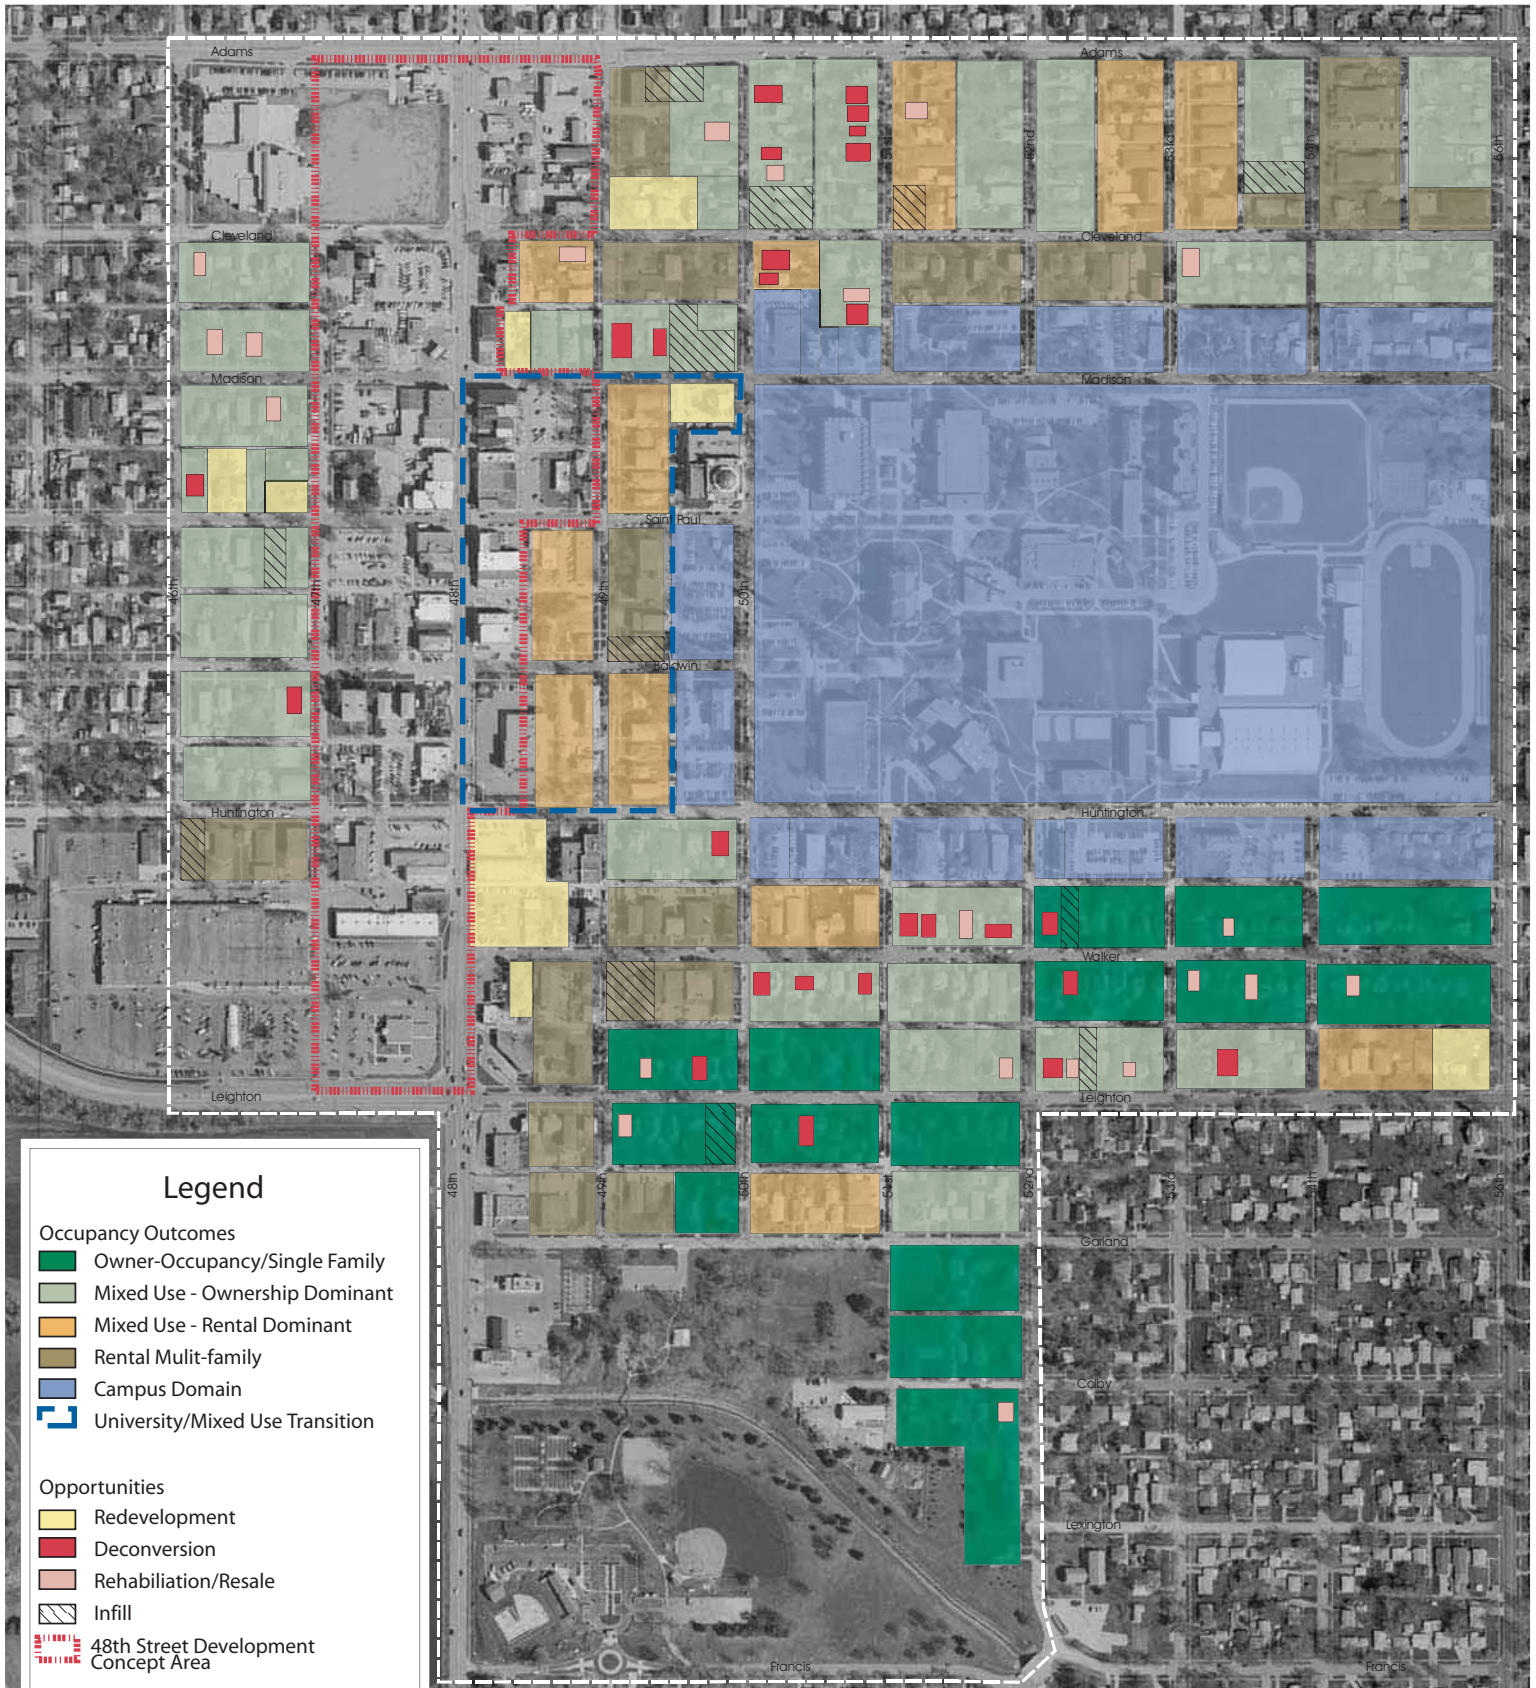 Adams
Adams
51st
52nd
53rd
54th
56th
Cleveland
Cleveland
Madison
Madison
Saint Paul
46th
47th
48th
49th
50th
Baldwin
Huntington
Huntington
Walker
Leighton
Leighton
48th
49th
50th
51st
52nd
53rd
54th
56th
Garland
Colby
Lexington
Francis
Francis
Legend
Occupancy Outcomes
Owner-Occupancy/Single Family
Mixed Use - Ownership Dominant
Mixed Use - Rental Dominant
Rental Mulit-family
Campus Domain
University/Mixed Use Transition
Opportunities
Redevelopment
Deconversion
Rehabiliation/Resale
Infill
48th Street Development
Concept Area